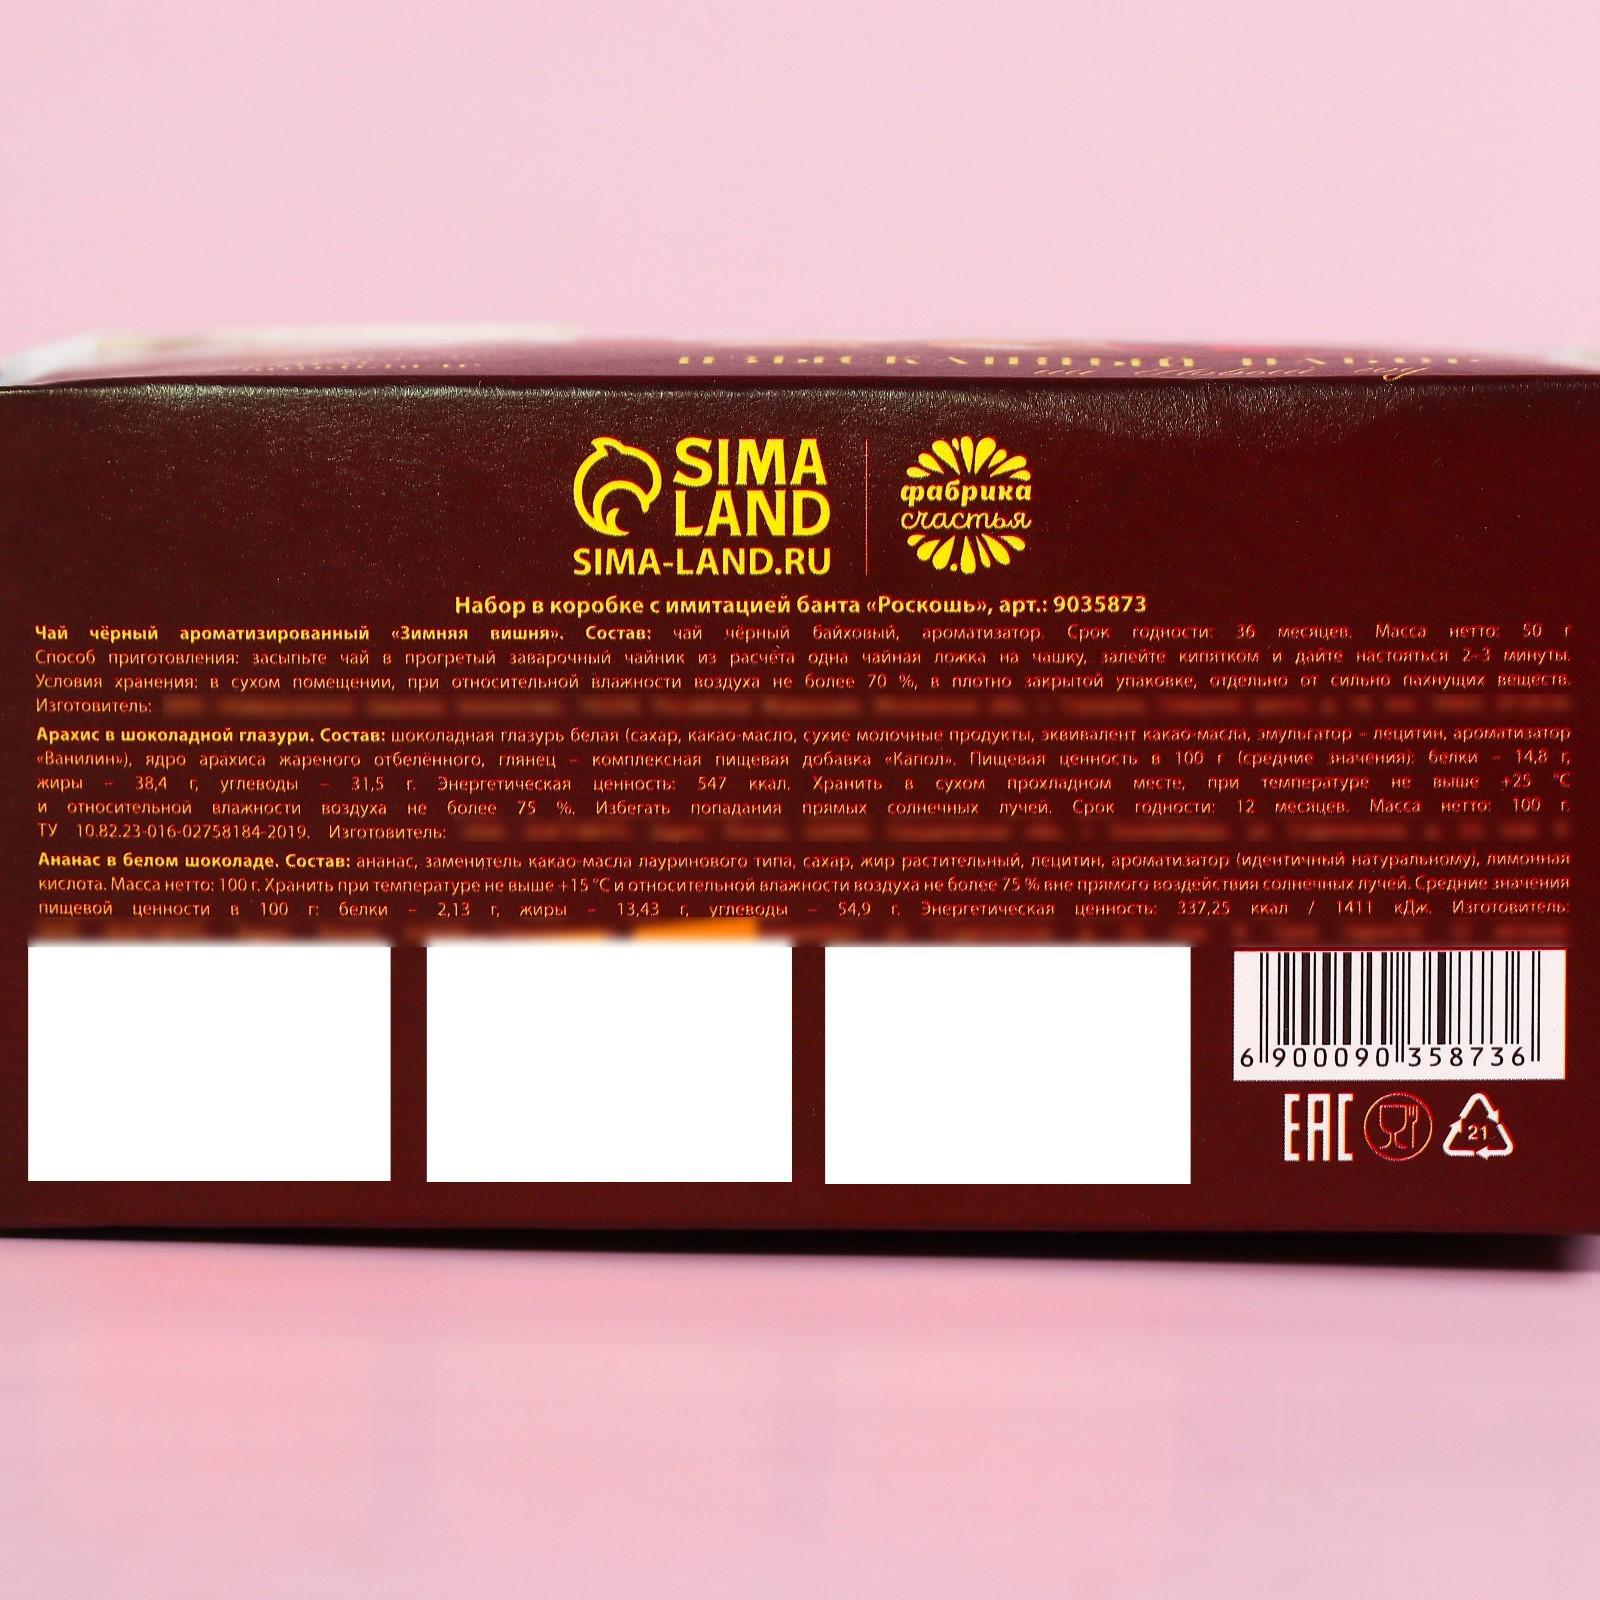 SIMA
LAND
SIMA-LAND.RU
фабрика
счастья
Набор в коробке с имитацией банта «Роскошь», арт.: 9035873
Чай чёрный ароматизированный «Зимняя вишня». Состав: чай чёрный байховый, ароматизатор. Срок годности: 36 месяцев. Масса нетто: 50 г
Способ приготовления: засыпьте чай в прогретый заварочный чайник из расчёта одна чайная ложка на чашку, залейте кипятком и дайте настояться 2–3 минуты.
Условия хранения: в сухом помещении, при относительной влажности воздуха не более 70 %, в плотно закрытой упаковке, отдельно от сильно пахнущих веществ.
Изготовитель:
Арахис в шоколадной глазури. Состав: шоколадная глазурь белая (сахар, какао-масло, сухие молочные продукты, эквивалент какао-масла, эмульгатор – лецитин, ароматизатор
«Ванилин»), ядро арахиса жареного отбелённого, глянец – комплексная пищевая добавка «Капол». Пищевая ценность в 100 г (средние значения): белки – 14,8 г,
жиры – 38,4 г, углеводы – 31,5 г. Энергетическая ценность: 547 ккал. Хранить в сухом прохладном месте, при температуре не выше +25 °С
и относительной влажности воздуха не более 75 %. Избегать попадания прямых солнечных лучей. Срок годности: 12 месяцев. Масса нетто: 100 г.
ТУ 10.82.23-016-02758184-2019. Изготовитель:
Ананас в белом шоколаде. Состав: ананас, заменитель какао-масла лауринового типа, сахар, жир растительный, лецитин, ароматизатор (идентичный натуральному), лимонная
кислота. Масса нетто: 100 г. Хранить при температуре не выше +15 °С и относительной влажности воздуха не более 75 % вне прямого воздействия солнечных лучей. Средние значения
пищевой ценности в 100 г: белки – 2,13 г, жиры – 13,43 г, углеводы – 54,9 г. Энергетическая ценность: 337,25 ккал / 1411 кДж. Изготовитель:
6 900090 358736
EAC
21